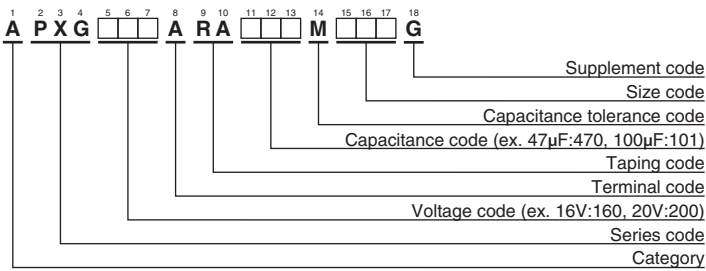 1 2 3 4 5 6 7 8 9 10 11 12 13 14 15 16 17 18
A PXG A RA M G
Supplement code
Size code
Capacitance tolerance code
Capacitance code (ex. 47µF:470, 100µF:101)
Taping code
Terminal code
Voltage code (ex. 16V:160, 20V:200)
Series code
Category